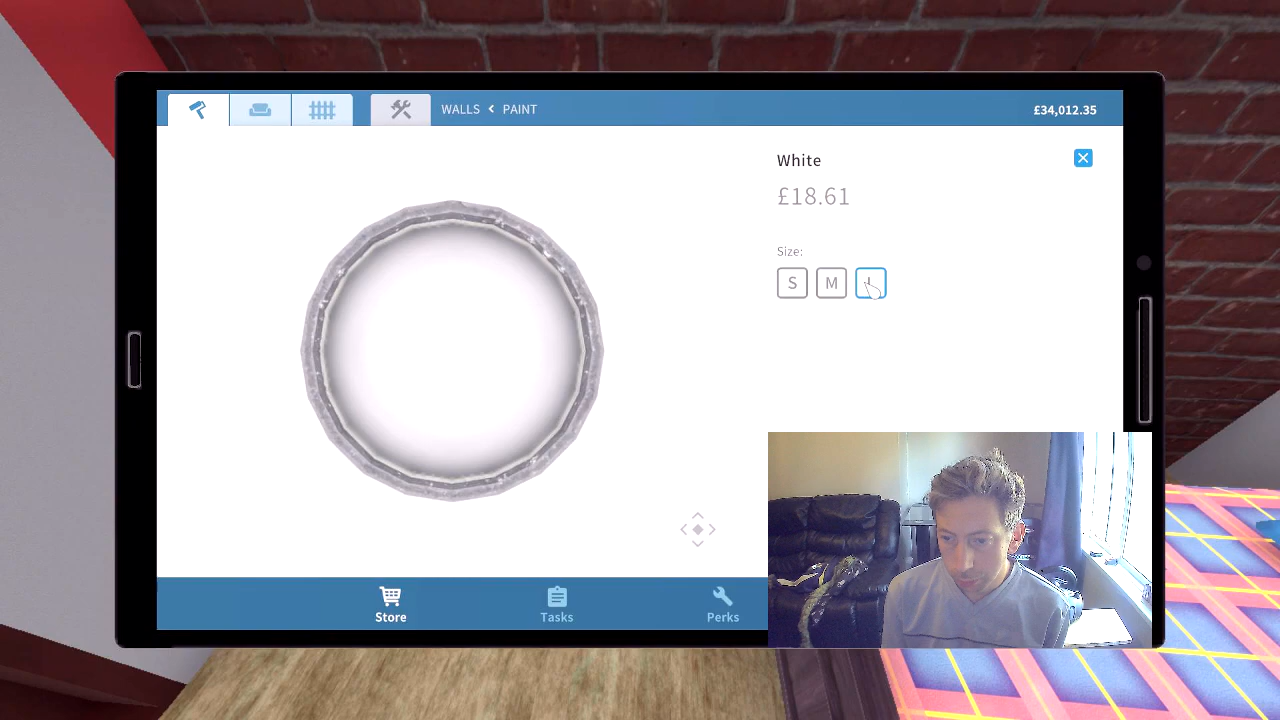 WALLS < PAINT
£34,012.35
White
£18.61
Size:
S M
Store
Tasks
Perks